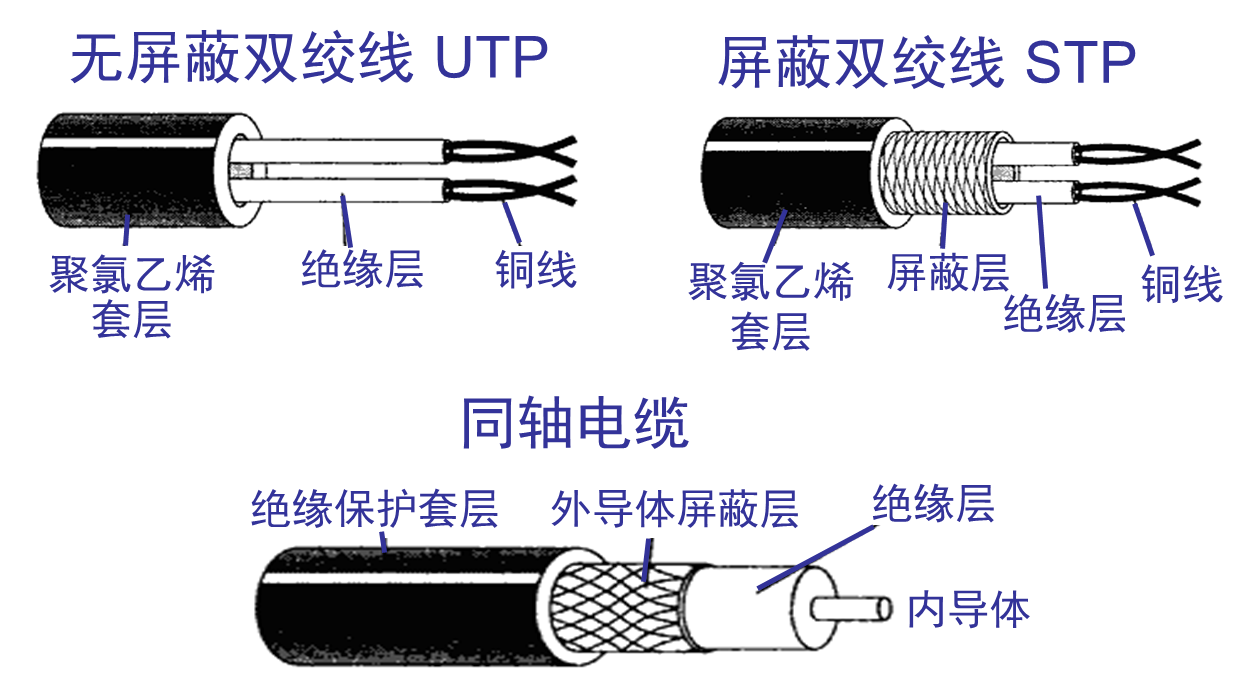 无屏蔽双绞线 UTP
屏蔽双绞线 STP
聚氯乙烯
套层
绝缘层
铜线
聚氯乙烯
套层
屏蔽层
绝缘层
铜线
同轴电缆
绝缘保护套层
外导体屏蔽层
绝缘层
内导体